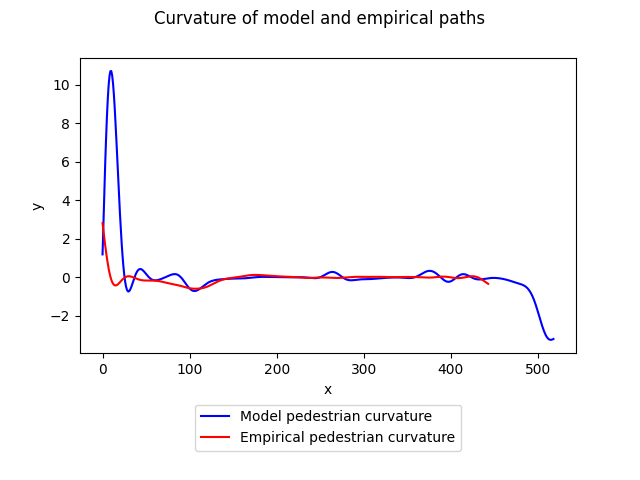 Curvature of model and empirical paths
10
8
6
4
2
0
−2
y
0 100 200 300 400 500
x
Model pedestrian curvature
Empirical pedestrian curvature